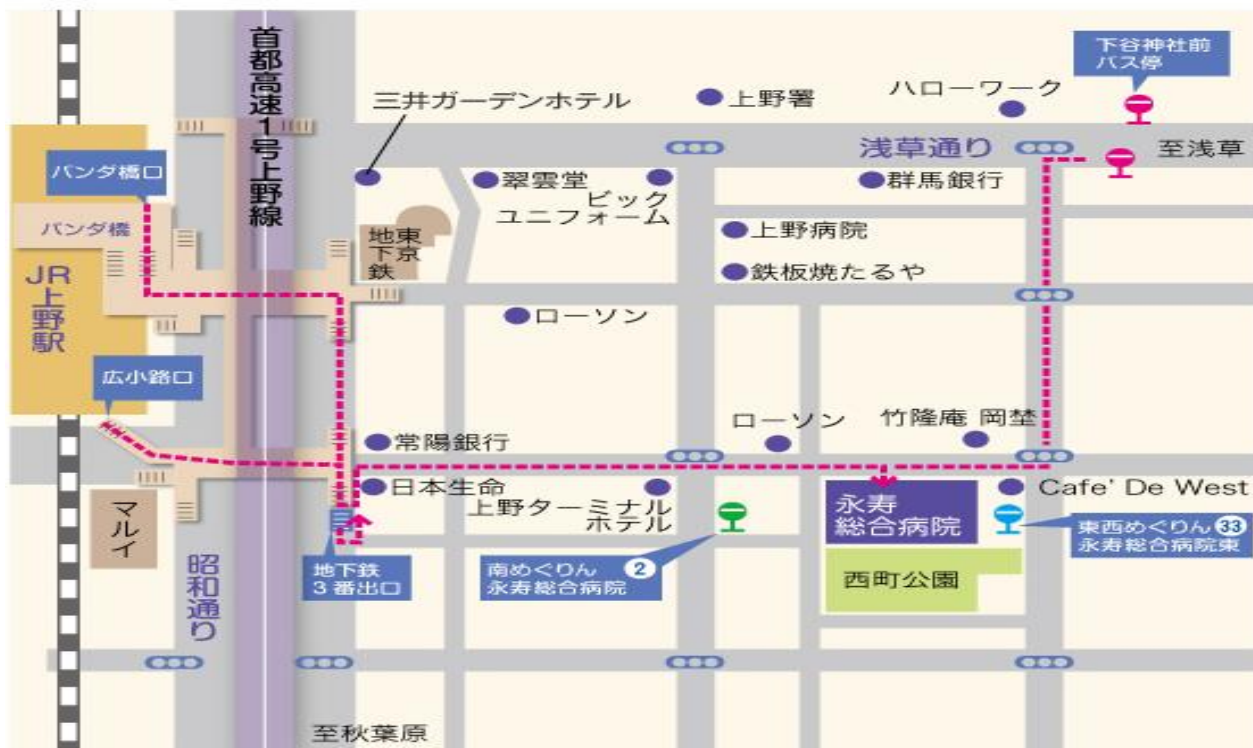 首都高速1号上野線
下谷神社前
バス停
三井ガーデンホテル
上野署
ハローワーク
浅草通り
至浅草
パンダ橋口
翠雲堂
ビック
ユニフォーム
群馬銀行
パンダ橋
東京
地下鉄
上野病院
JR上野駅
鉄板焼たるや
ローソン
広小路口
常陽銀行
ローソン
竹隆庵 岡埜
日本生命
上野ターミナル
ホテル
永寿
総合病院
Cafe' De West
マルイ
東西めぐりん 33
永寿総合病院東
昭和通り
地下鉄
3番出口
南めぐりん 2
永寿総合病院
西町公園
至秋葉原